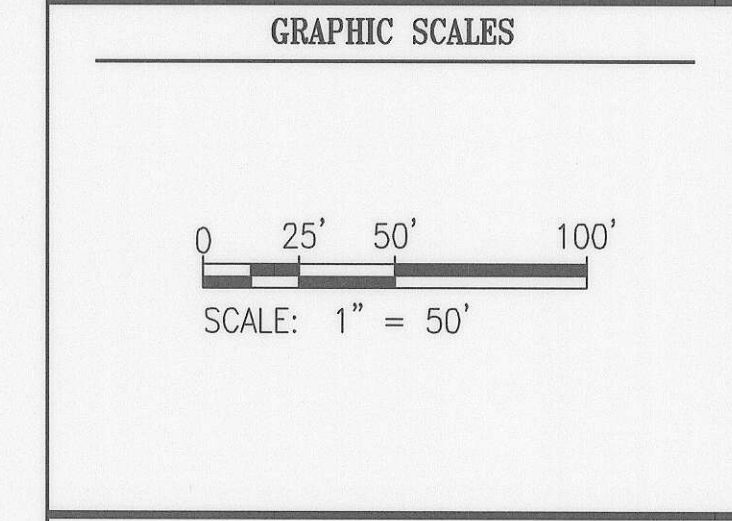 GRAPHIC SCALES
0 25' 50' 100'
SCALE: 1" = 50'